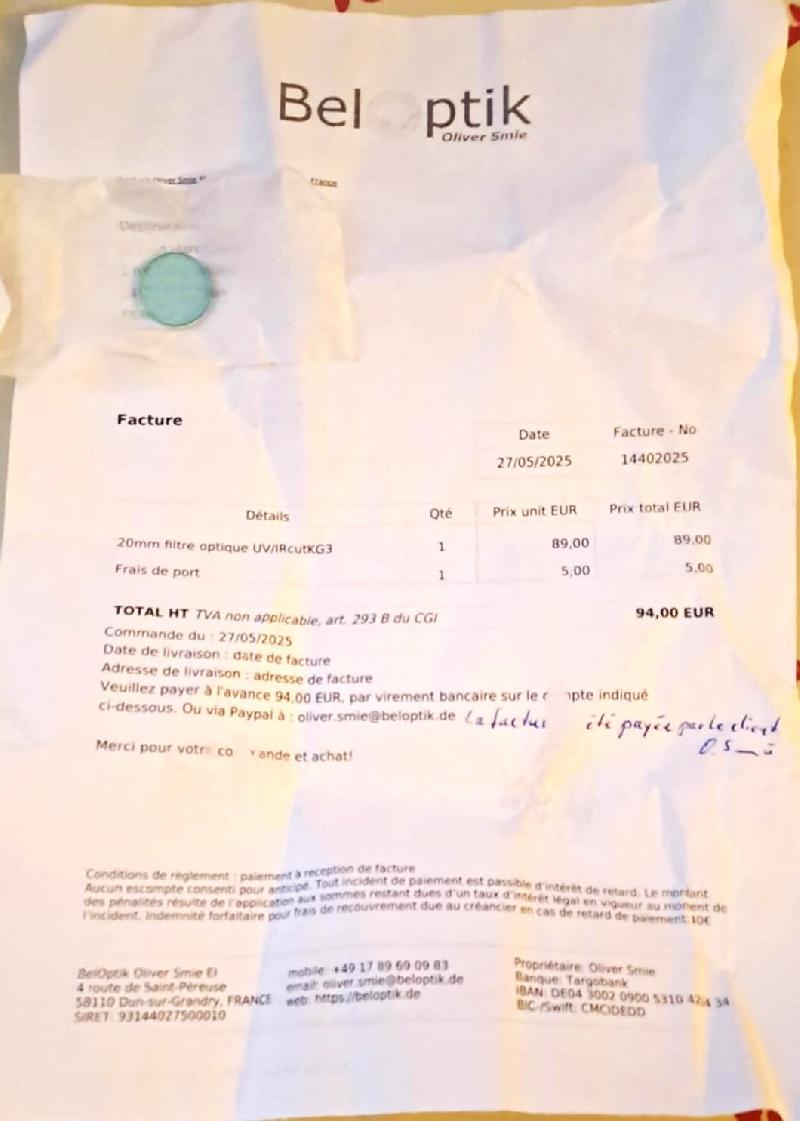 Bel ptik
Oliver Smie
France
Facture
Date Facture - No
27/05/2025 14402025
Détails Qté Prix unit EUR Prix total EUR
20mm filtre optique UV/IRcutKG3 1 89,00 89,00
Frais de port 1 5,00 5,00
TOTAL HT TVA non applicable, art. 293 B du CGI 94,00 EUR
Commande du : 27/05/2025
Date de livraison : date de facture
Adresse de livraison : adresse de facture
Veuillez payer à l'avance 94,00 EUR, par virement bancaire sur le c mpte indiqué
ci-dessous. Ou via Paypal à : oliver.smie@beloptik.de La factu été payée par le client
Merci pour votre co ande et achat!
Conditions de règlement : paiement à reception de facture
Aucun escompte consenti pour anticipé. Tout incident de paiement est passible d'intérêt de retard. Le montant
des pénalités résulte de l'application aux sommes restant dues d'un taux d'intérêt légal en vigueur au moment de
l'incident. Indemnité forfaitaire pour frais de recouvrement due au créancier en cas de retard de paiement:40€
BelOptik Oliver Smie EI
4 route de Saint-Péreuse
58110 Dun-sur-Grandry, FRANCE
SIRET: 93144027500010
mobile: +49 17 89 69 09 83
email: oliver.smie@beloptik.de
web: https://beloptik.de
Propriétaire: Oliver Smie
Banque: Targobank
IBAN: DE04 3002 0900 5310 4234 34
BIC-/Swift: CMCIDEDD